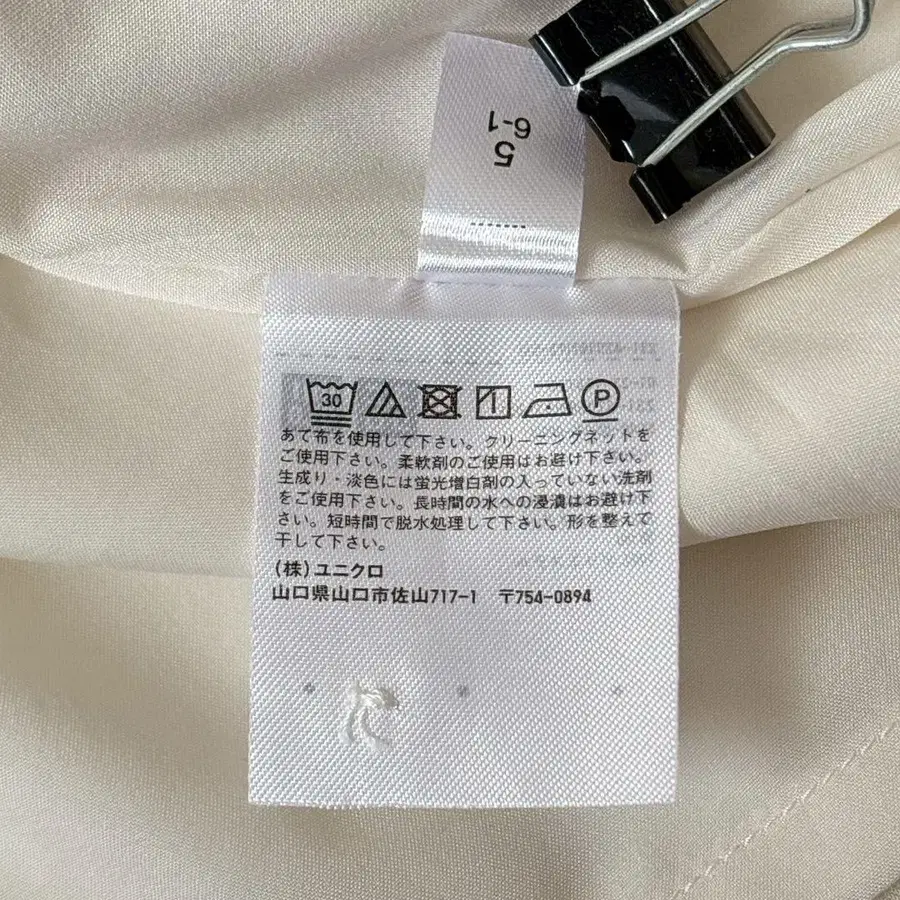 5
6-1
30
P
あて布を使用して下さい。クリーニングネットを
ご使用下さい。柔軟剤のご使用はお避け下さい。
生成り・淡色には蛍光増白剤の入っていない洗剤
をご使用下さい。長時間の水への浸漬はお避け下
さい。短時間で脱水処理して下さい。形を整えて
干して下さい。
(株)ユニクロ
山口県山口市佐山717-1 〒754-0894